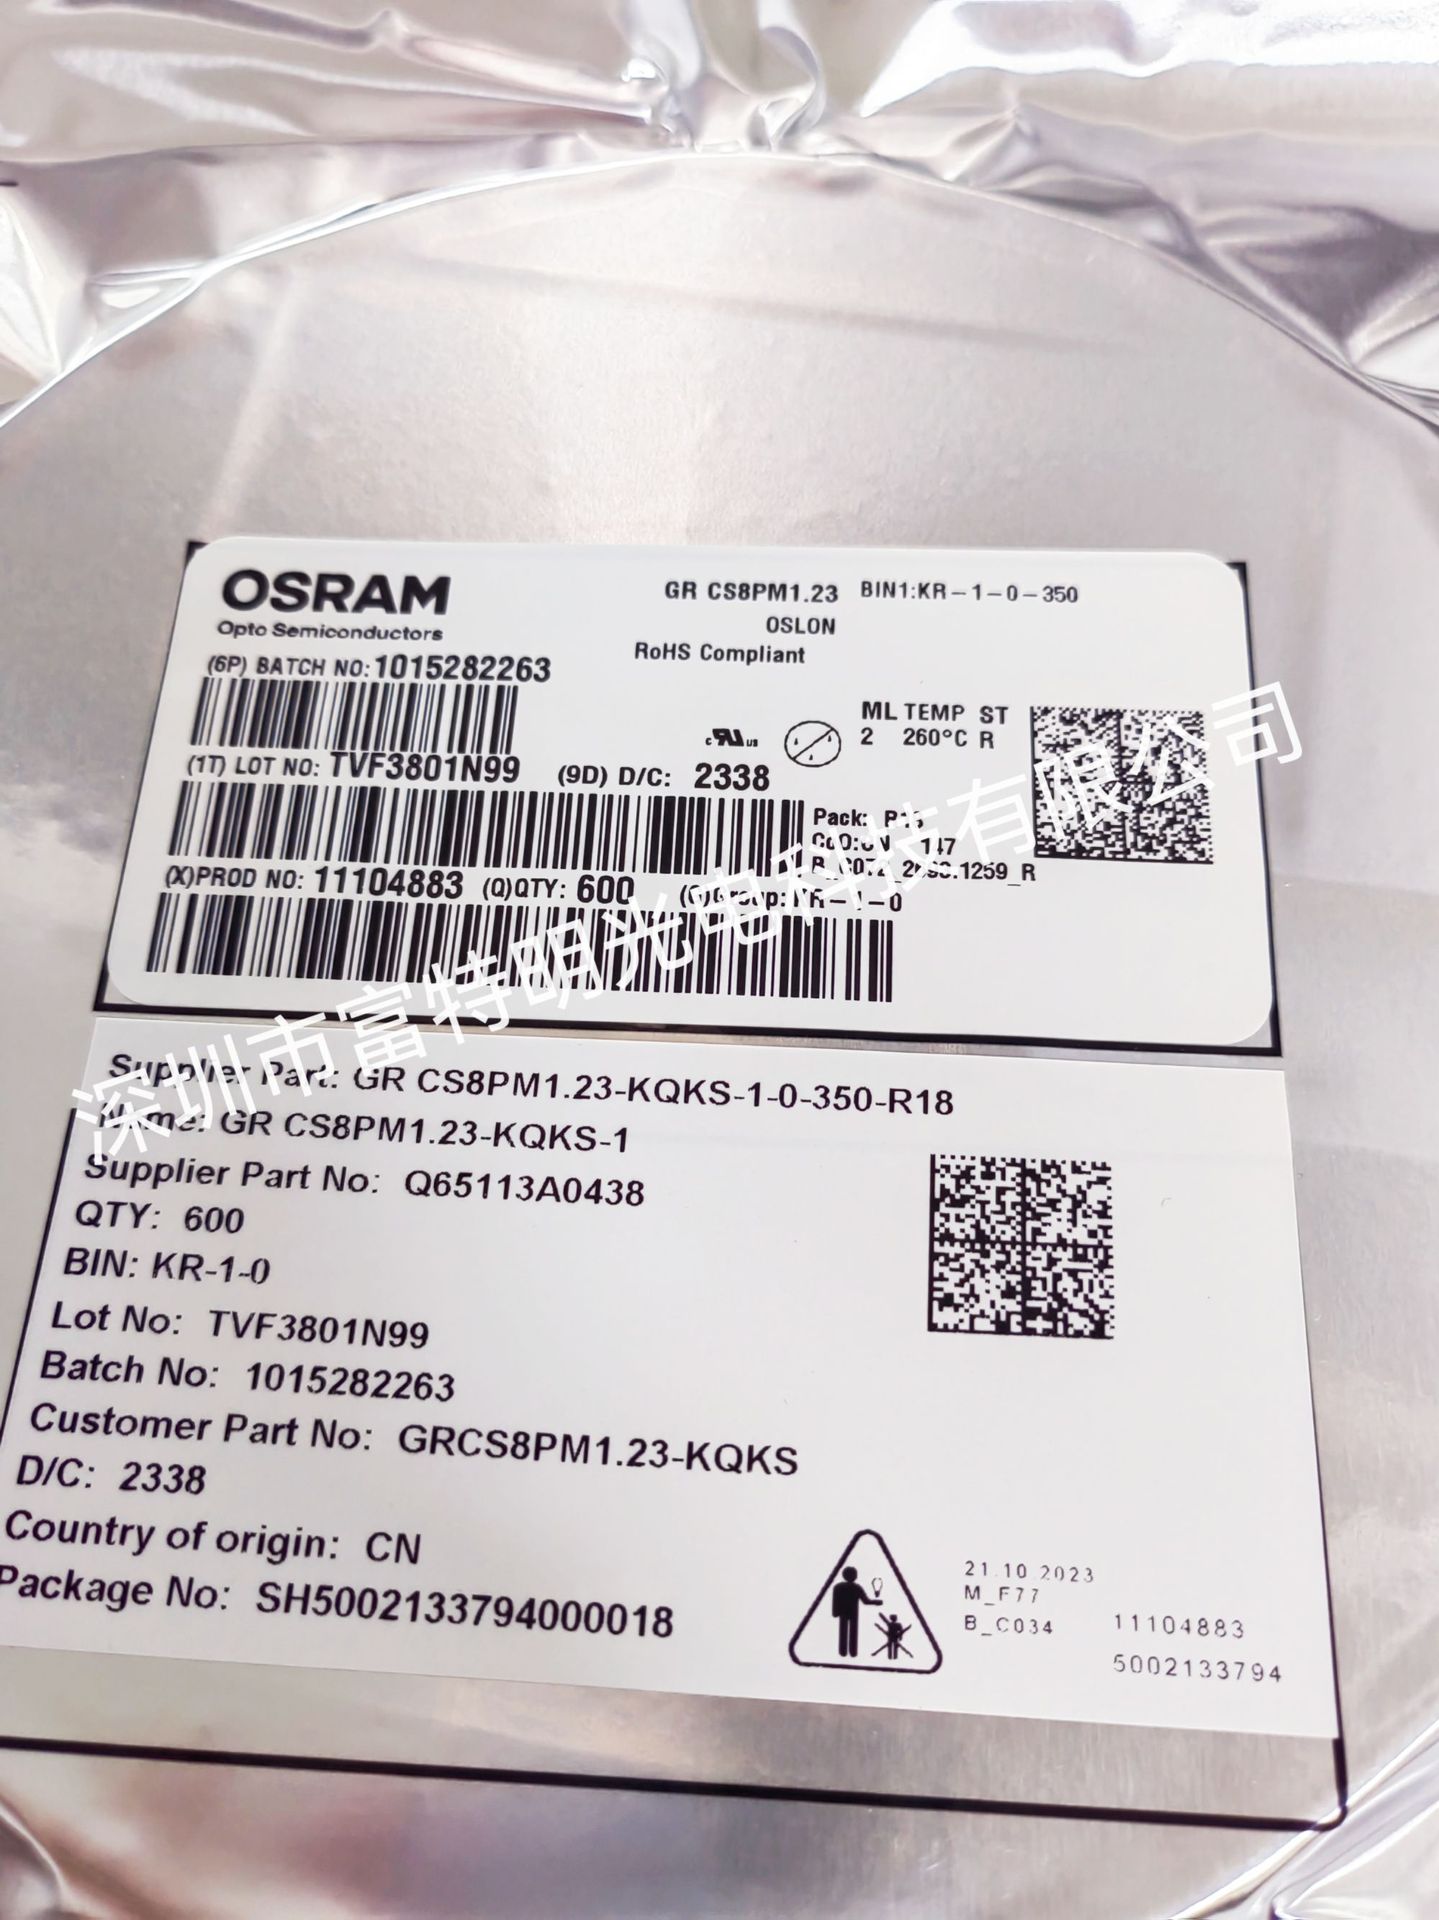 OSRAM
Opto Semiconductors
GR CS8PM1.23 BIN1:KR-1-0-350
OSLON
RoHS Compliant
(6P) BATCH NO: 1015282263
ML TEMP ST
2 260°C R
(1T) LOT NO: TVF3801N99 (9D) D/C: 2338
Pack:
147
(X)PROD NO: 11104883 (Q)QTY: 600
深圳市富特明光电科技有限公司
Supplier Part: GR CS8PM1.23-KQKS-1-0-350-R18
Name: GR CS8PM1.23-KQKS-1
Supplier Part No: Q65113A0438
QTY: 600
BIN: KR-1-0
Lot No: TVF3801N99
Batch No: 1015282263
Customer Part No: GRCS8PM1.23-KQKS
D/C: 2338
Country of origin: CN
Package No: SH5002133794000018
21.10.2023
M_F77
B_C034 11104883
5002133794